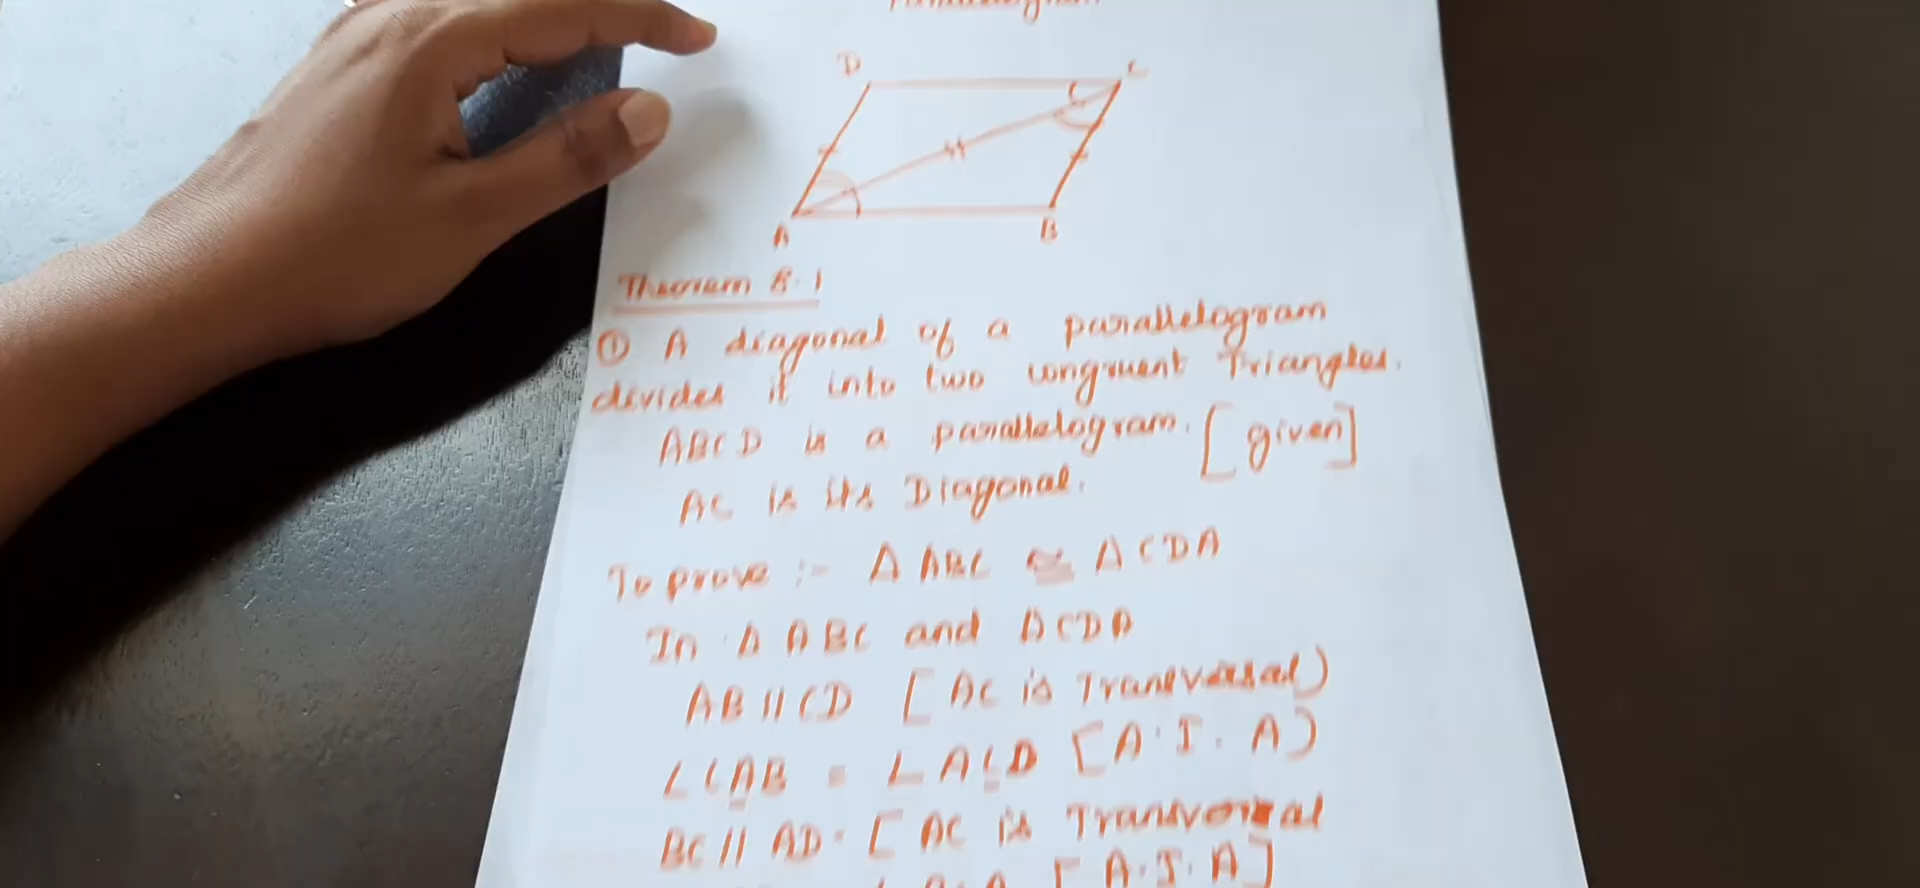 D
C
A
B
Theorem 8.1
① A diagonal of a parallelogram
divides it into two congruent Triangles.
ABCD is a parallelogram. [given]
AC is its Diagonal.
To prove :- Δ ABC ≅ ΔCDA
In Δ ABC and ΔCDA
AB || CD [AC is Transversal)
∠CAB = ∠ACD [A.I.A)
BC || AD. [AC is Transversal
[A.I.A]